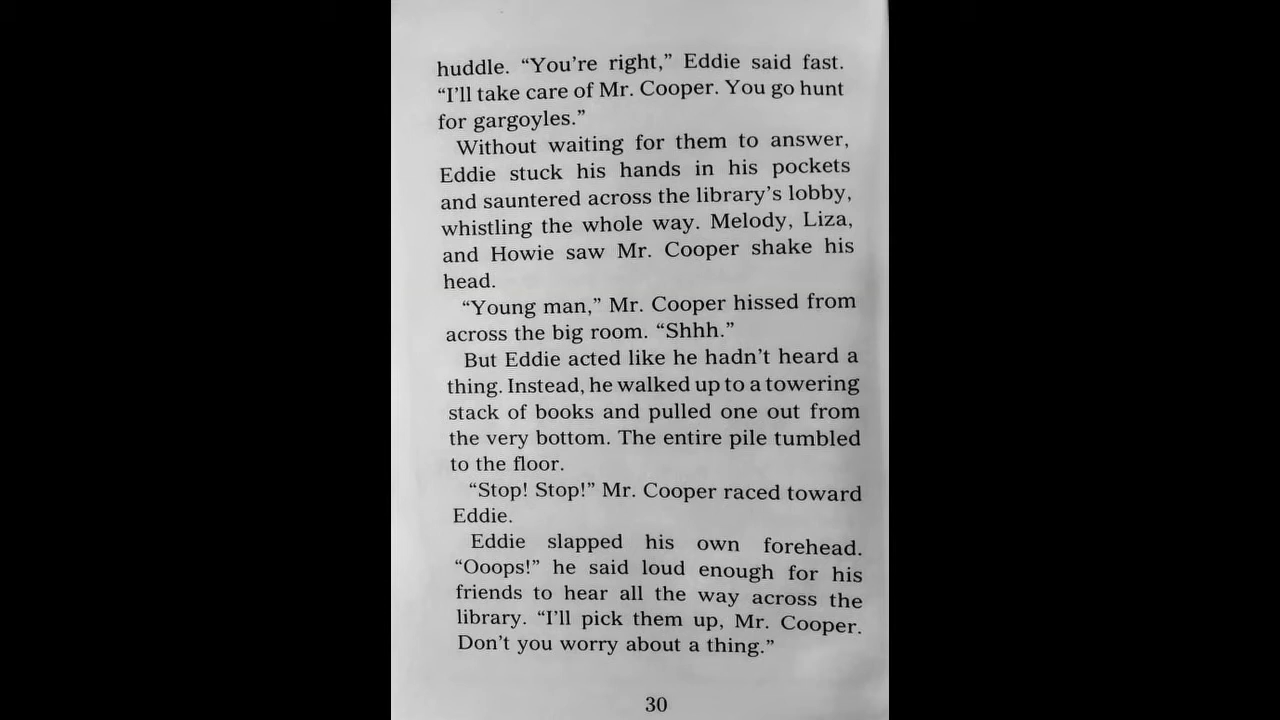 huddle. “You’re right,” Eddie said fast.
“I’ll take care of Mr. Cooper. You go hunt
for gargoyles.”
Without waiting for them to answer,
Eddie stuck his hands in his pockets
and sauntered across the library’s lobby,
whistling the whole way. Melody, Liza,
and Howie saw Mr. Cooper shake his
head.
“Young man,” Mr. Cooper hissed from
across the big room. “Shhh.”
But Eddie acted like he hadn’t heard a
thing. Instead, he walked up to a towering
stack of books and pulled one out from
the very bottom. The entire pile tumbled
to the floor.
“Stop! Stop!” Mr. Cooper raced toward
Eddie.
Eddie slapped his own forehead.
“Ooops!” he said loud enough for his
friends to hear all the way across the
library. “I’ll pick them up, Mr. Cooper.
Don’t you worry about a thing.”
30